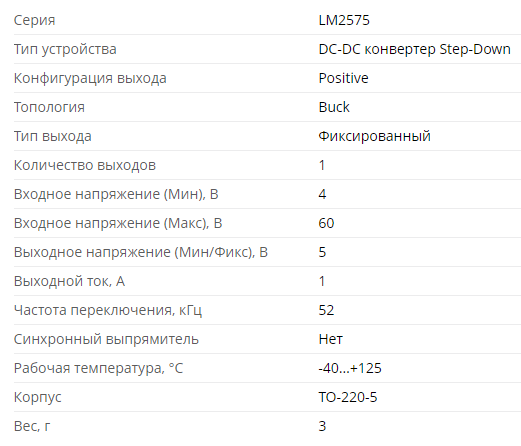 Серия LM2575
Тип устройства DC-DC конвертер Step-Down
Конфигурация выхода Positive
Топология Buck
Тип выхода Фиксированный
Количество выходов 1
Входное напряжение (Мин), В 4
Входное напряжение (Макс), В 60
Выходное напряжение (Мин/Фикс), В 5
Выходной ток, А 1
Частота переключения, кГц 52
Синхронный выпрямитель Нет
Рабочая температура, °C -40...+125
Корпус TO-220-5
Вес, г 3